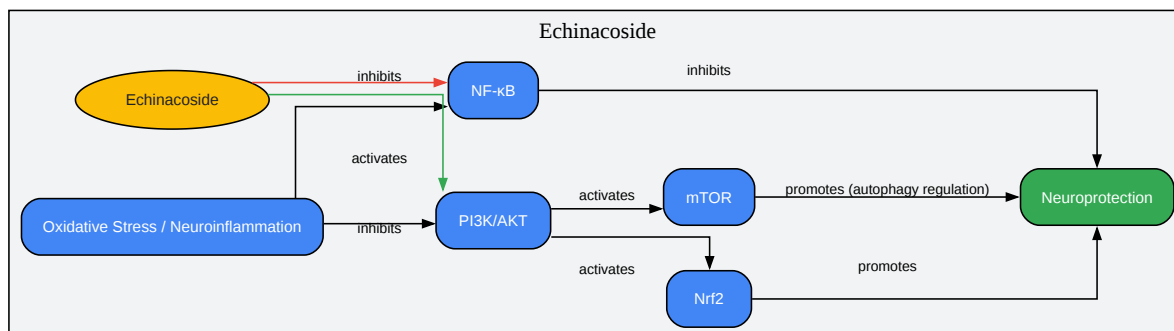 Echinacoside
inhibits
inhibits
Echinacoside
NF-κB
activates
activates
mTOR
promotes (autophagy regulation)
Neuroprotection
Oxidative Stress / Neuroinflammation
inhibits
PI3K/AKT
activates
promotes
Nrf2